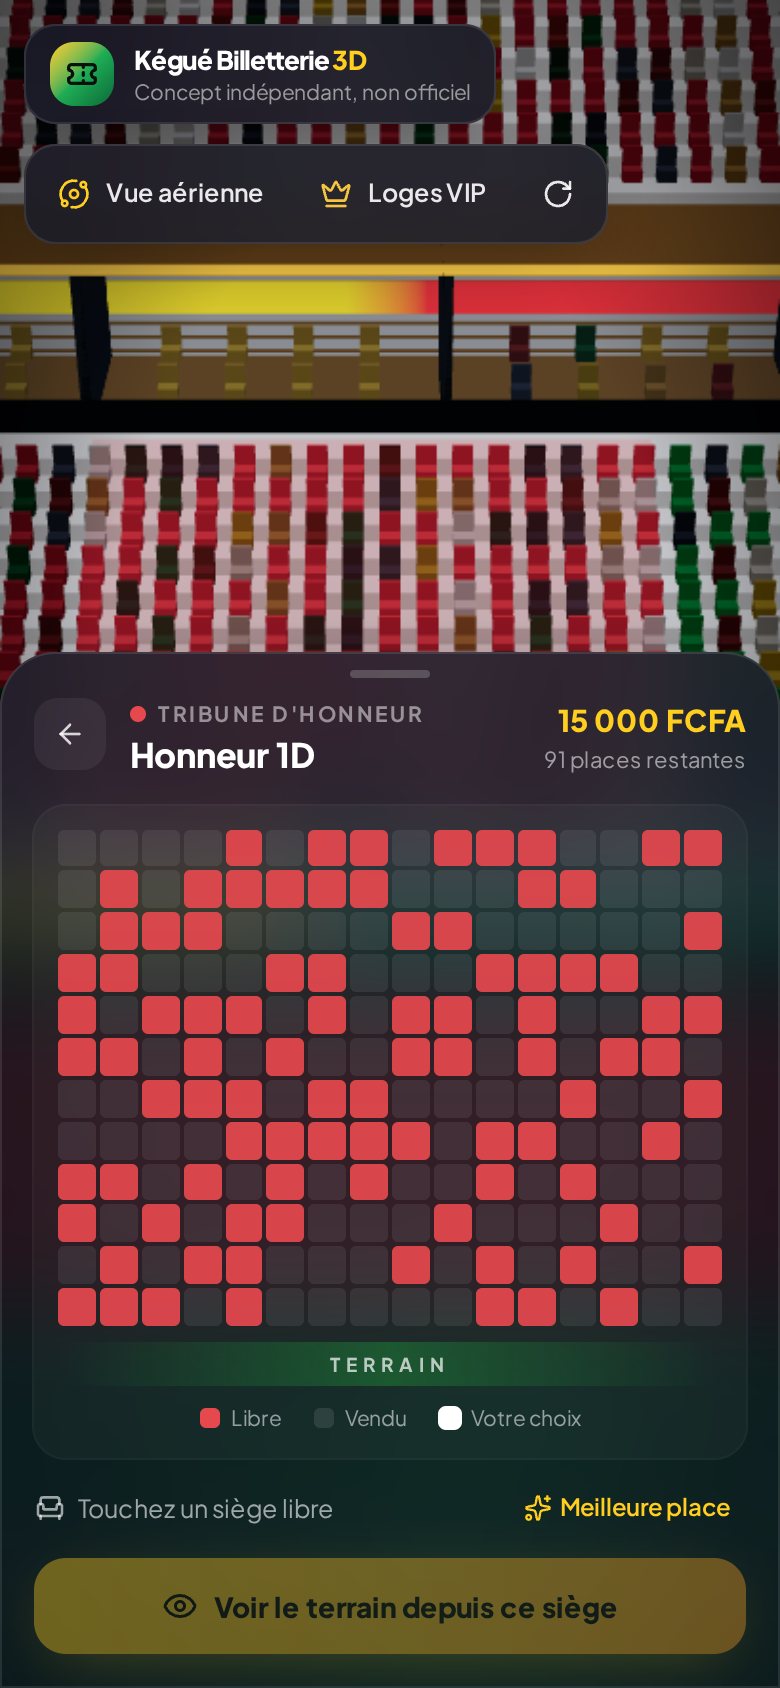 Kégué Billetterie 3D
Concept indépendant, non officiel
Vue aérienne
Loges VIP
TRIBUNE D'HONNEUR
15 000 FCFA
Honneur 1D
91 places restantes
TERRAIN
Libre
Vendu
Votre choix
Touchez un siège libre
Meilleure place
Voir le terrain depuis ce siège